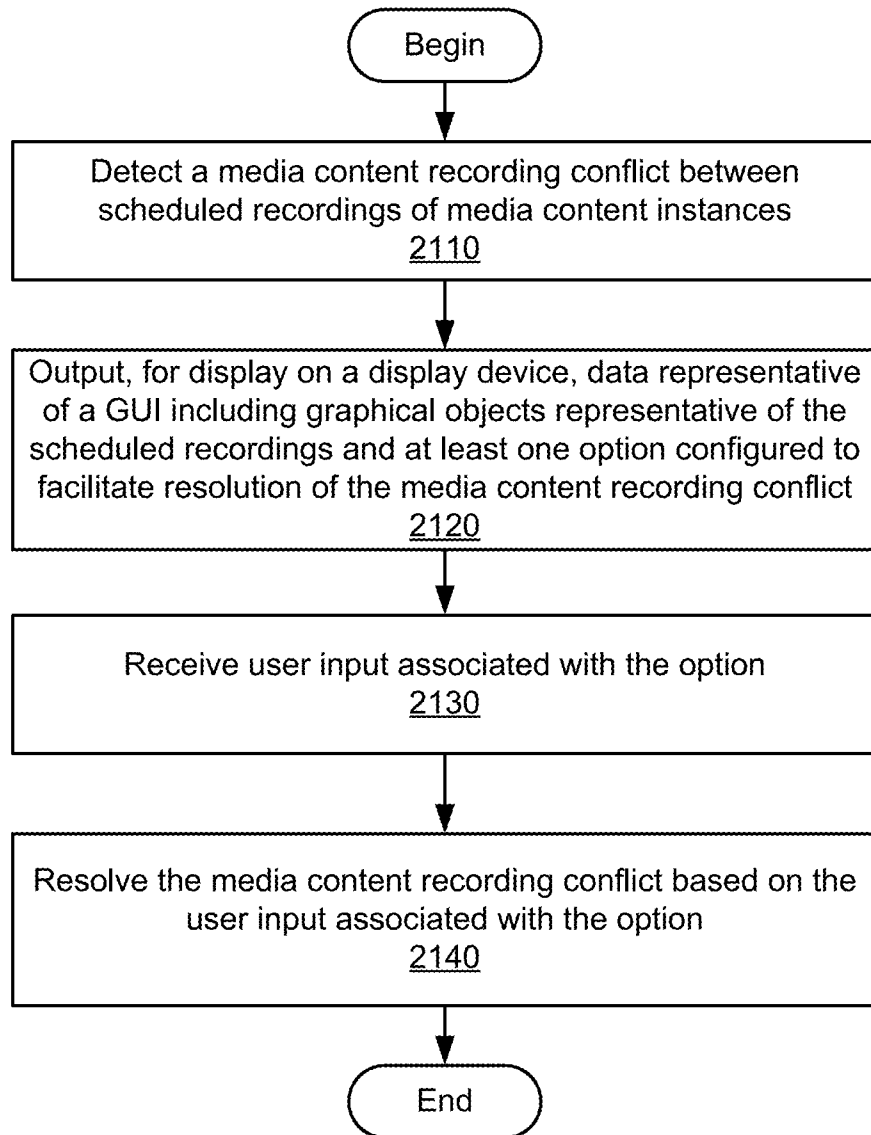 Begin
Detect a media content recording conflict between
scheduled recordings of media content instances
2110
Output, for display on a display device, data representative
of a GUI including graphical objects representative of the
scheduled recordings and at least one option configured to
facilitate resolution of the media content recording conflict
2120
Receive user input associated with the option
2130
Resolve the media content recording conflict based on the
user input associated with the option
2140
End